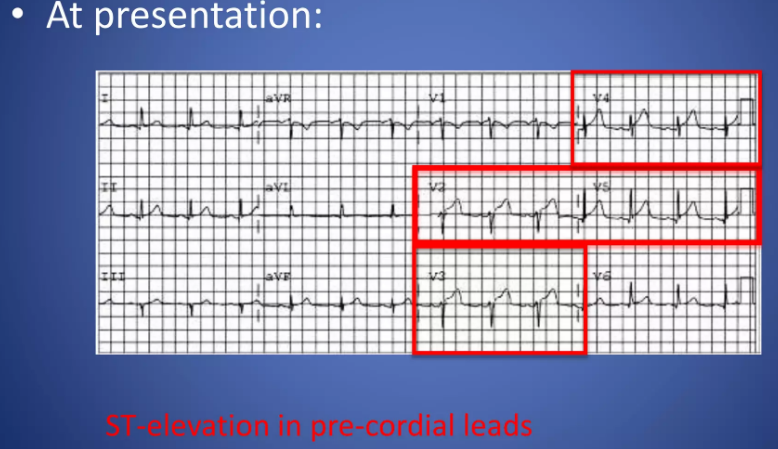 • At presentation:
I aVR V1 V4
II aVL V2 V5
III aVF V3 V6
ST-elevation in pre-cordial leads